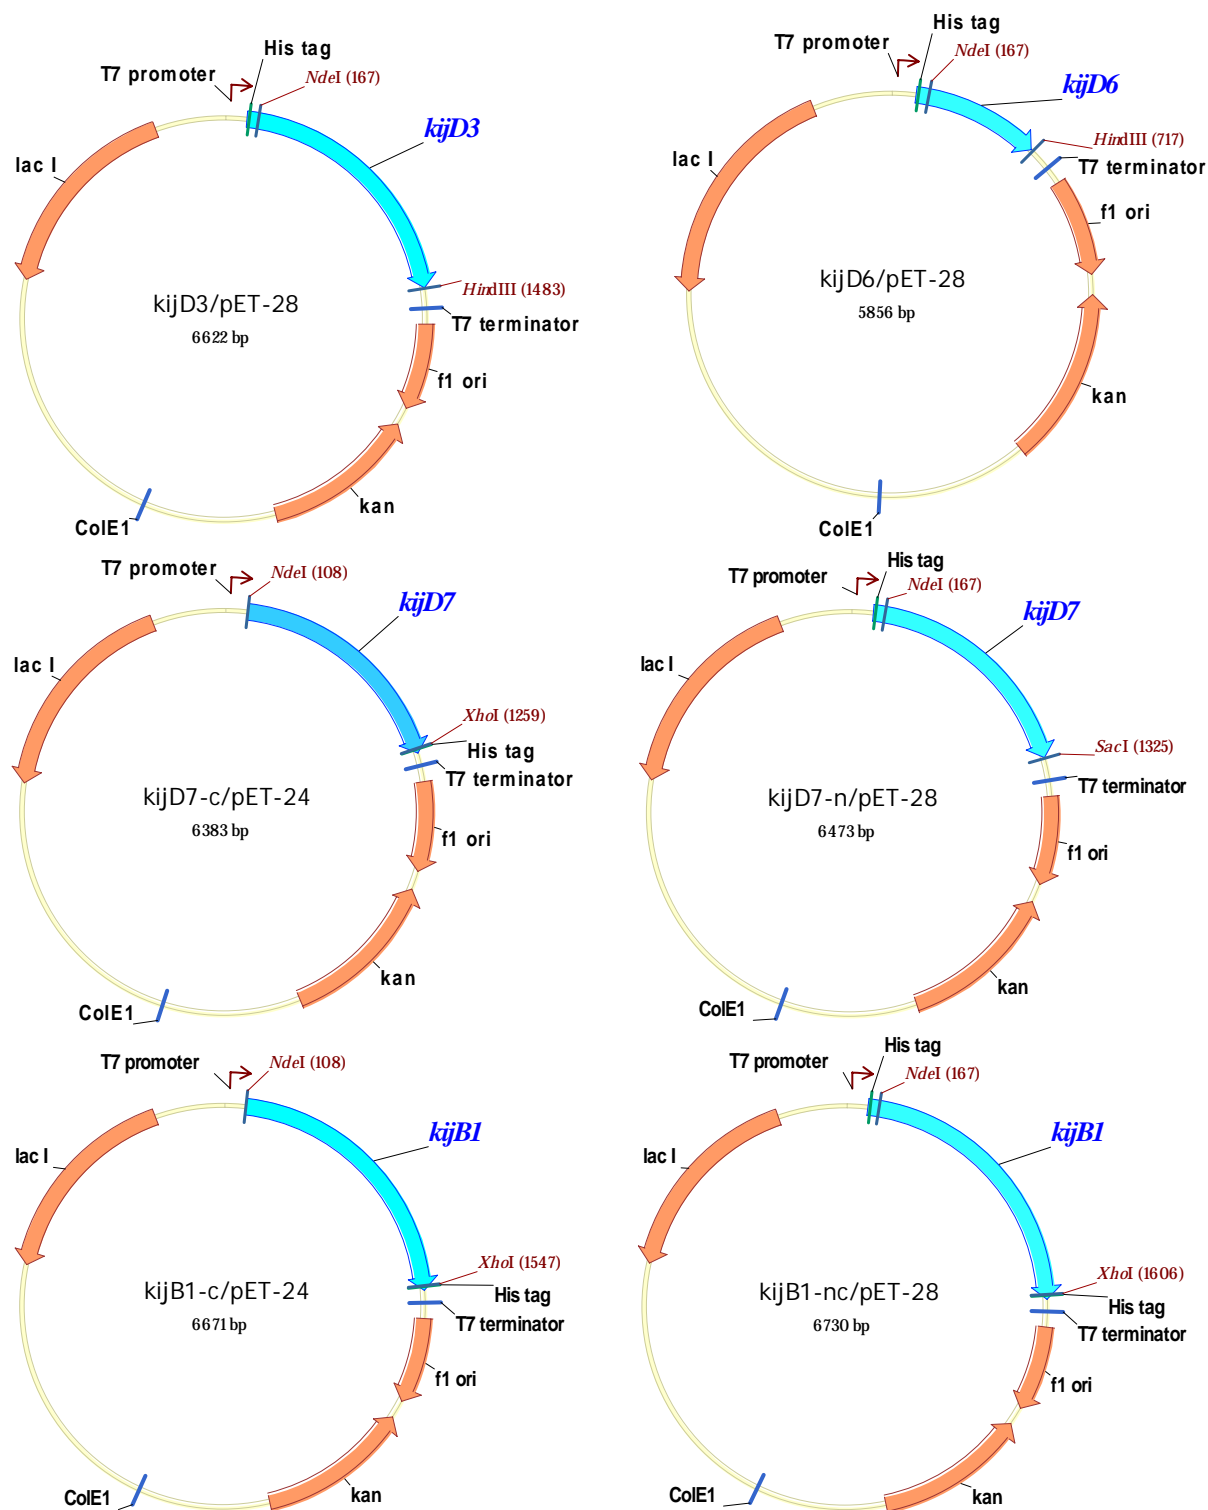 His tag
T7 promoter
NdeI (167)
kijD3
lac I
HindIII (1483)
T7 terminator
kijD3/pET-28
6622 bp
f1 ori
kan
ColE1
His tag
T7 promoter
NdeI (167)
kijD6
HindIII (717)
T7 terminator
lac I
f1 ori
kijD6/pET-28
5856 bp
kan
ColE1
T7 promoter
NdeI (108)
kijD7
lac I
XhoI (1259)
His tag
T7 terminator
kijD7-c/pET-24
6383 bp
f1 ori
kan
ColE1
His tag
T7 promoter
NdeI (167)
kijD7
lac I
SacI (1325)
T7 terminator
kijD7-n/pET-28
6473 bp
f1 ori
kan
ColE1
T7 promoter
NdeI (108)
kijB1
lac I
XhoI (1547)
His tag
T7 terminator
kijB1-c/pET-24
6671 bp
f1 ori
kan
ColE1
His tag
T7 promoter
NdeI (167)
kijB1
lac I
XhoI (1606)
His tag
T7 terminator
kijB1-nc/pET-28
6730 bp
f1 ori
kan
ColE1